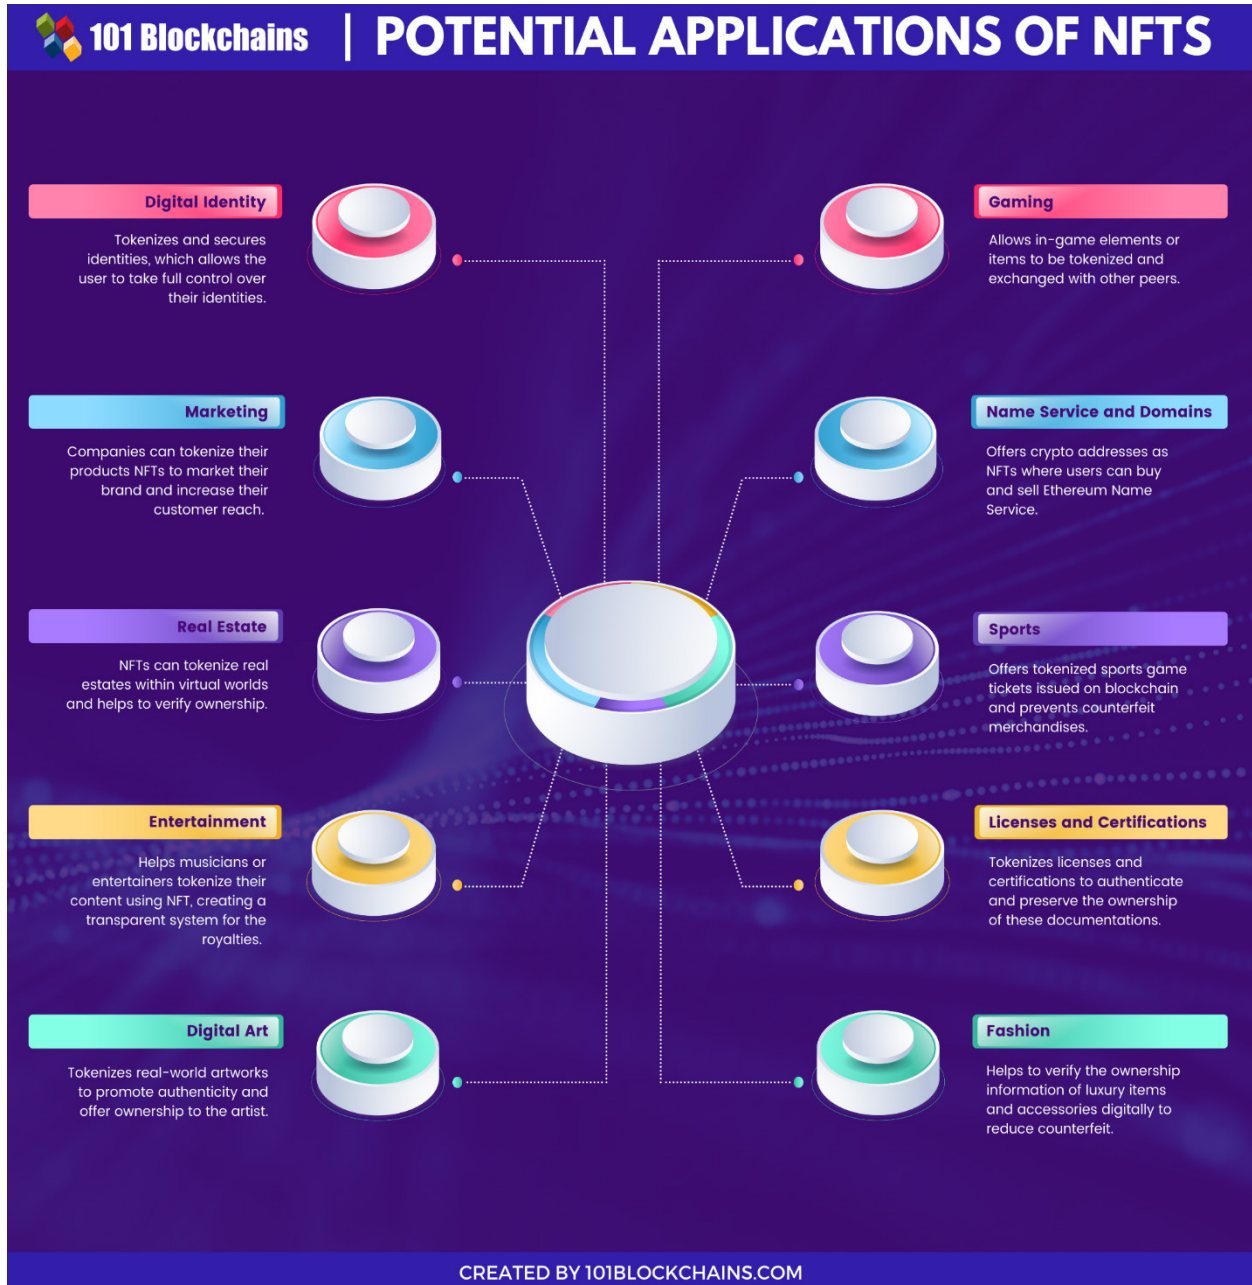 101 Blockchains | POTENTIAL APPLICATIONS OF NFTS
Digital Identity
Tokenizes and secures
identities, which allows the
user to take full control over
their identities.
Marketing
Companies can tokenize their
products NFTs to market their
brand and increase their
customer reach.
Real Estate
NFTs can tokenize real
estates within virtual worlds
and helps to verify ownership.
Entertainment
Helps musicians or
entertainers tokenize their
content using NFT, creating a
transparent system for the
royalties.
Digital Art
Tokenizes real-world artworks
to promote authenticity and
offer ownership to the artist.
Gaming
Allows in-game elements or
items to be tokenized and
exchanged with other peers.
Name Service and Domains
Offers crypto addresses as
NFTs where users can buy
and sell Ethereum Name
Service.
Sports
Offers tokenized sports game
tickets issued on blockchain
and prevents counterfeit
merchandises.
Licenses and Certifications
Tokenizes licenses and
certifications to authenticate
and preserve the ownership
of these documentations.
Fashion
Helps to verify the ownership
information of luxury items
and accessories digitally to
reduce counterfeit.
CREATED BY 101BLOCKCHAINS.COM